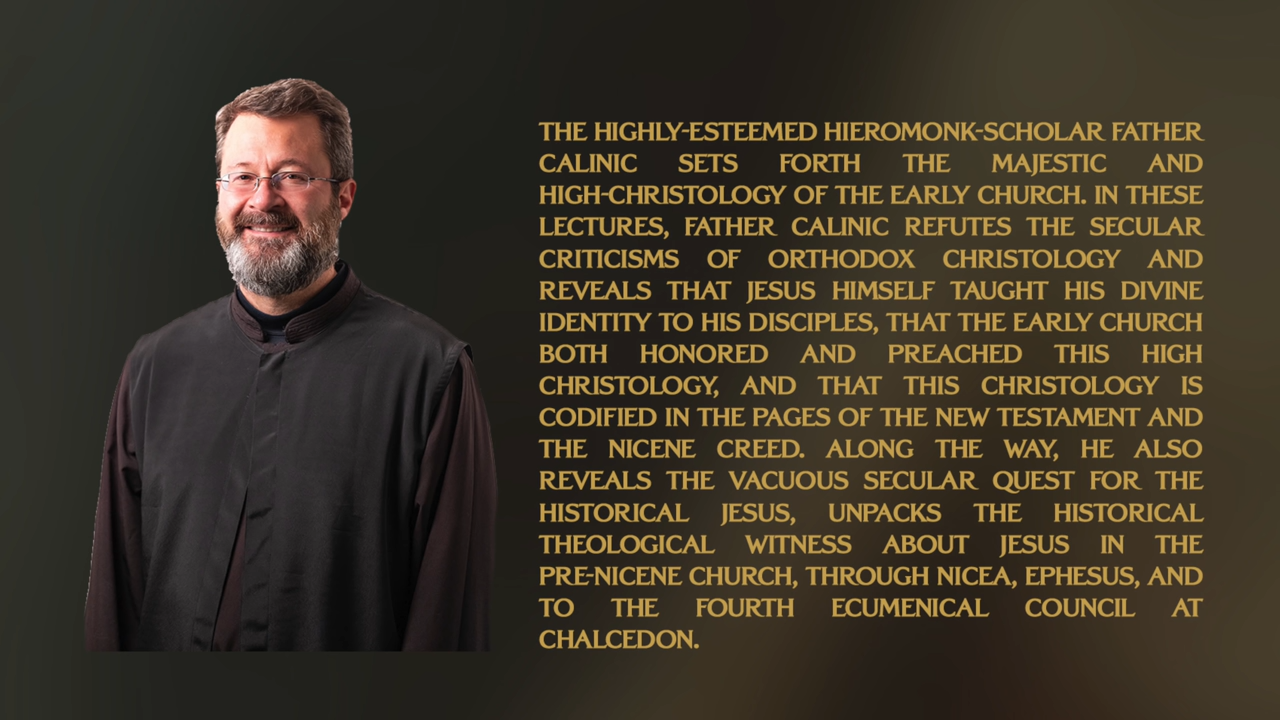 THE HIGHLY-ESTEEMED HIEROMONK-SCHOLAR FATHER
CALINIC SETS FORTH THE MAJESTIC AND
HIGH-CHRISTOLOGY OF THE EARLY CHURCH. IN THESE
LECTURES, FATHER CALINIC REFUTES THE SECULAR
CRITICISMS OF ORTHODOX CHRISTOLOGY AND
REVEALS THAT JESUS HIMSELF TAUGHT HIS DIVINE
IDENTITY TO HIS DISCIPLES, THAT THE EARLY CHURCH
BOTH HONORED AND PREACHED THIS HIGH
CHRISTOLOGY, AND THAT THIS CHRISTOLOGY IS
CODIFIED IN THE PAGES OF THE NEW TESTAMENT AND
THE NICENE CREED. ALONG THE WAY, HE ALSO
REVEALS THE VACUOUS SECULAR QUEST FOR THE
HISTORICAL JESUS, UNPACKS THE HISTORICAL
THEOLOGICAL WITNESS ABOUT JESUS IN THE
PRE-NICENE CHURCH, THROUGH NICEA, EPHESUS, AND
TO THE FOURTH ECUMENICAL COUNCIL AT
CHALCEDON.